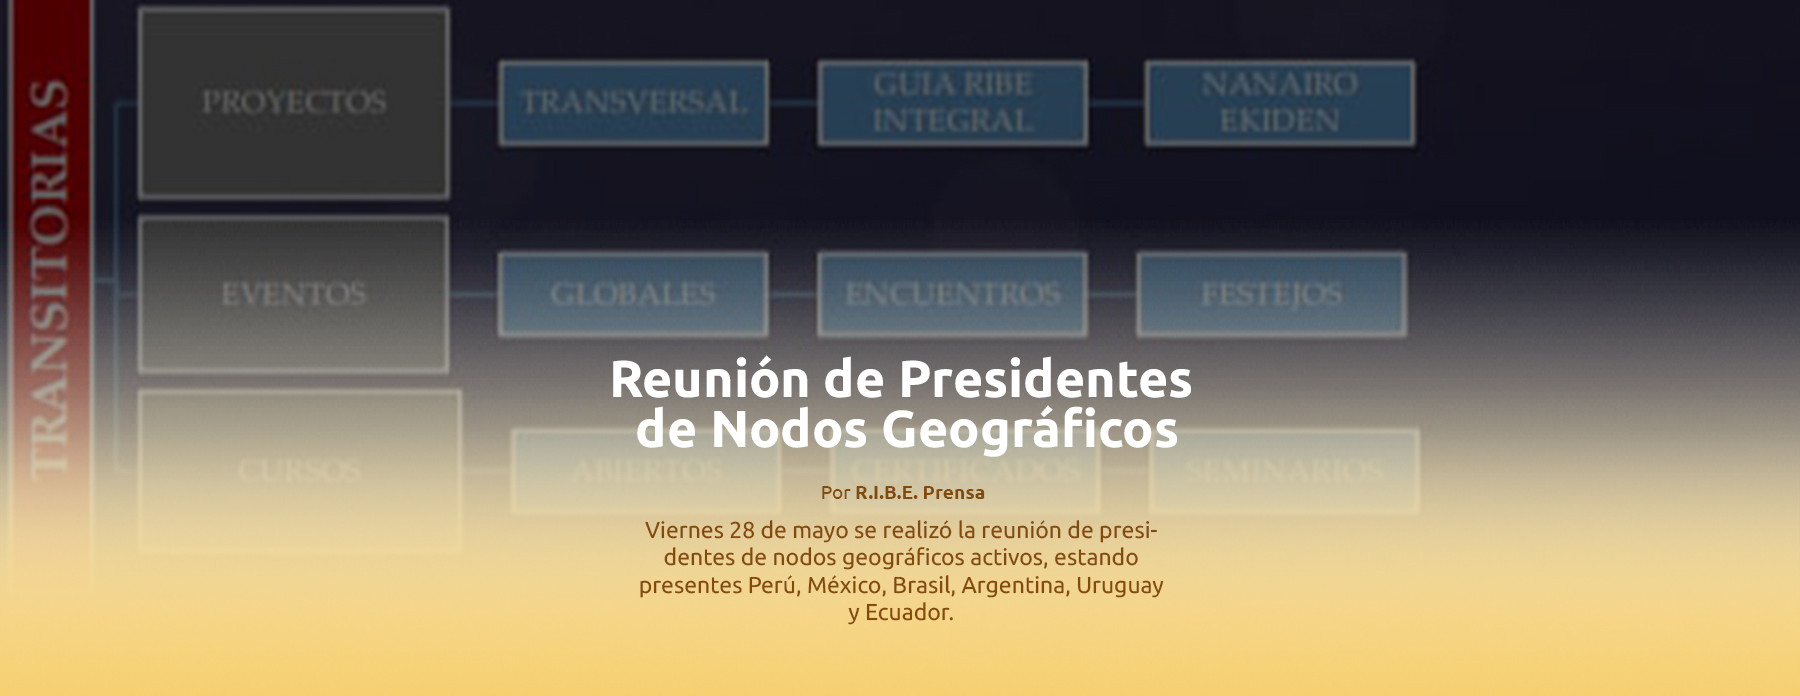 TRANSITORIAS
PROYECTOS
TRANSVERSAL
GUIA RIBE
INTEGRAL
NANAIRO
EKIDEN
EVENTOS
GLOBALES
ENCUENTROS
FESTEJOS
CURSOS
ABIERTOS
CERTIFICADOS
SEMINARIOS
Reunión de Presidentes
de Nodos Geográficos
Por R.I.B.E. Prensa
Viernes 28 de mayo se realizó la reunión de presi-
dentes de nodos geográficos activos, estando
presentes Perú, México, Brasil, Argentina, Uruguay
y Ecuador.